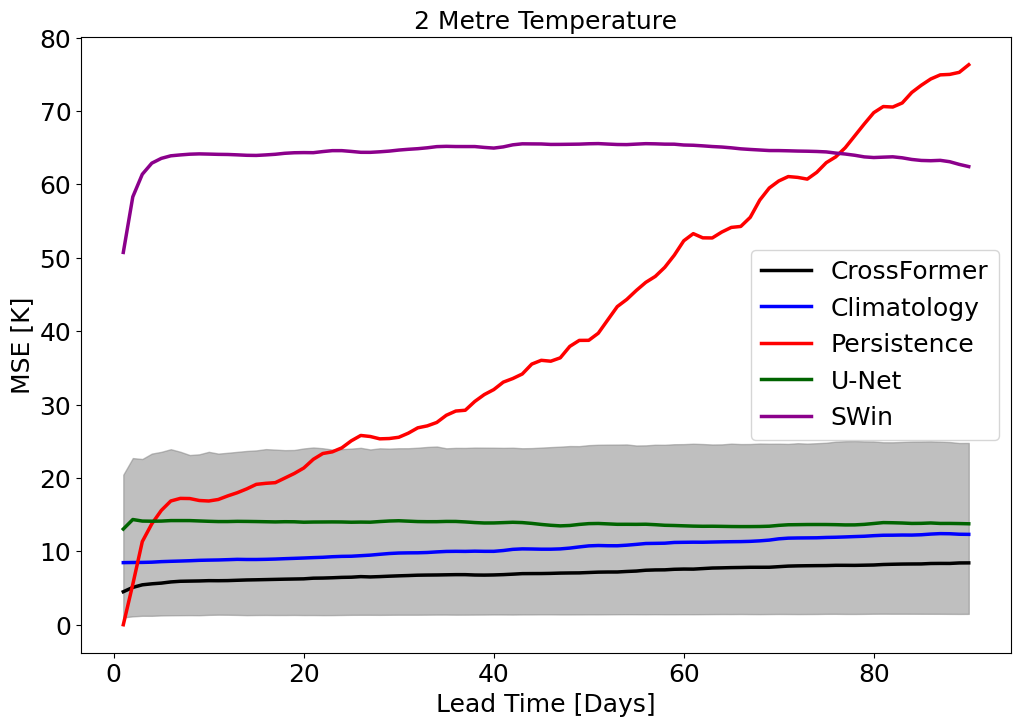 2 Metre Temperature
MSE [K]
80
70
60
50
40
30
20
10
0
CrossFormer
Climatology
Persistence
U-Net
SWin
0 20 40 60 80
Lead Time [Days]